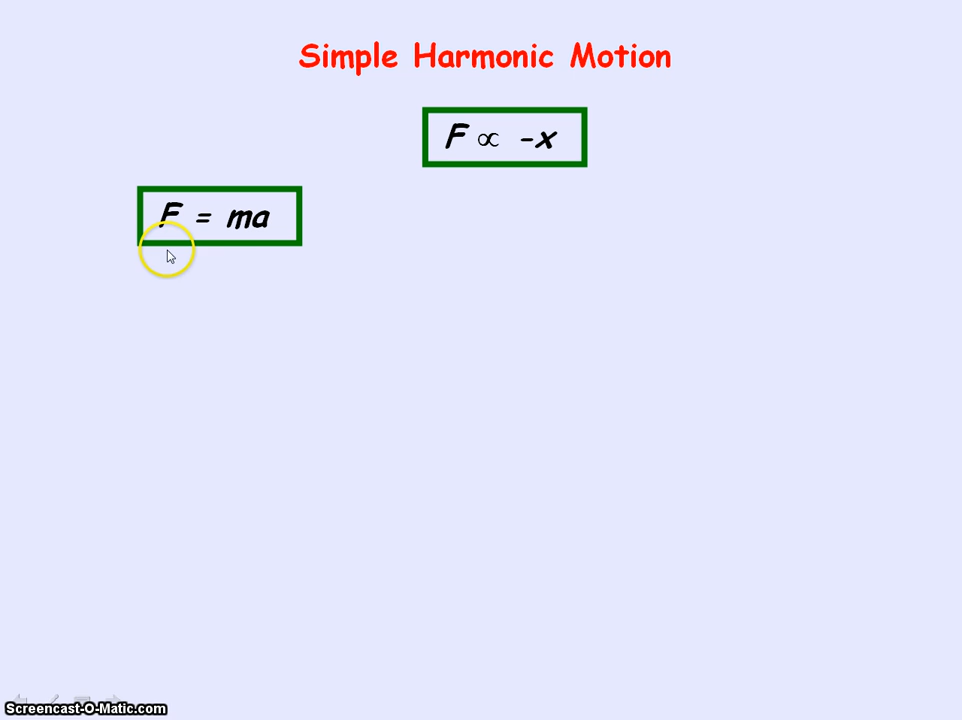 Simple Harmonic Motion
F ∝ -x
F = ma
Screencast-O-Matic.com